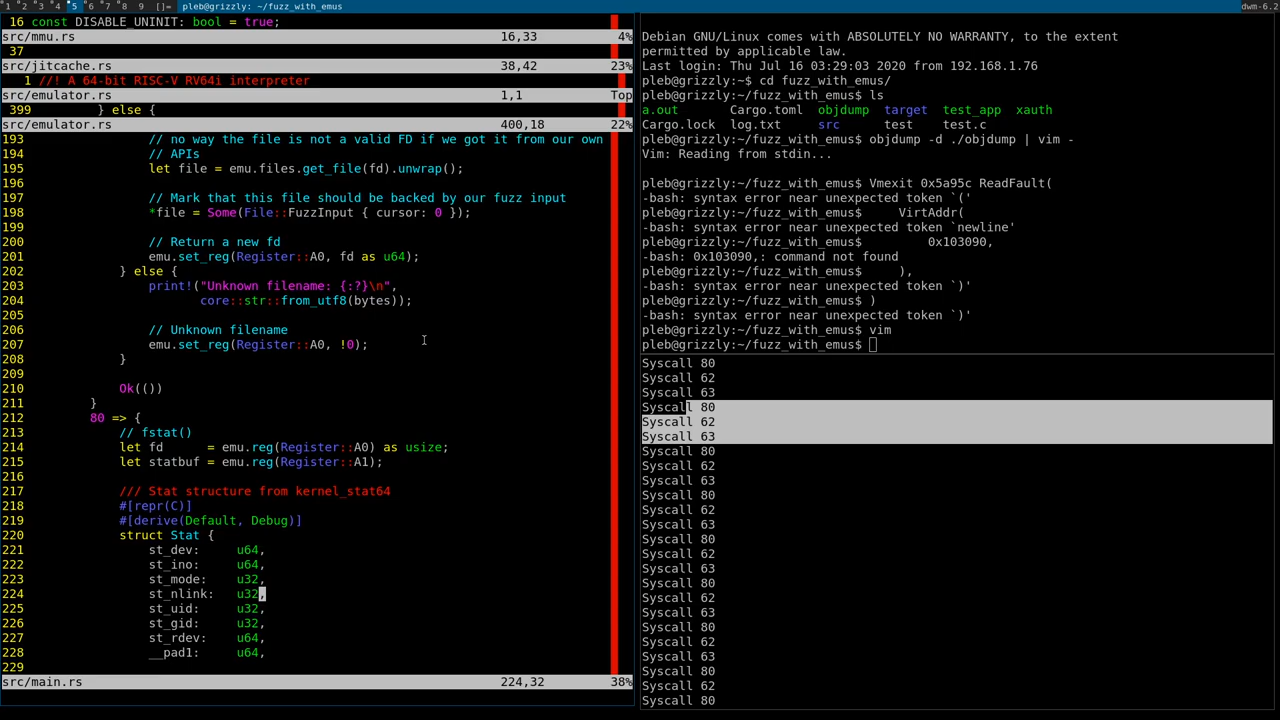 1 2 3 4 5 6 7 8 9 []= pleb@grizzly: ~/fuzz_with_emus dwm-6.2
16 const DISABLE_UNINIT: bool = true;
src/mmu.rs 16,33 4%
37
src/jitcache.rs 38,42 23%
1 //! A 64-bit RISC-V RV64i interpreter
src/emulator.rs 1,1 Top
399 } else {
src/emulator.rs 400,18 22%
193 // no way the file is not a valid FD if we got it from our own
194 // APIs
195 let file = emu.files.get_file(fd).unwrap();
196
197 // Mark that this file should be backed by our fuzz input
198 *file = Some(File::FuzzInput { cursor: 0 });
199
200 // Return a new fd
201 emu.set_reg(Register::A0, fd as u64);
202 } else {
203 print!("Unknown filename: {:?}\n",
204 core::str::from_utf8(bytes));
205
206 // Unknown filename
207 emu.set_reg(Register::A0, !0);
208 }
209
210 Ok(())
211 }
212 80 => {
213 // fstat()
214 let fd = emu.reg(Register::A0) as usize;
215 let statbuf = emu.reg(Register::A1);
216
217 /// Stat structure from kernel_stat64
218 #[repr(C)]
219 #[derive(Default, Debug)]
220 struct Stat {
221 st_dev: u64,
222 st_ino: u64,
223 st_mode: u32,
224 st_nlink: u32,
225 st_uid: u32,
226 st_gid: u32,
227 st_rdev: u64,
228 __pad1: u64,
229
src/main.rs 224,32 38%
Debian GNU/Linux comes with ABSOLUTELY NO WARRANTY, to the extent
permitted by applicable law.
Last login: Thu Jul 16 03:29:03 2020 from 192.168.1.76
pleb@grizzly:~$ cd fuzz_with_emus/
pleb@grizzly:~/fuzz_with_emus$ ls
a.out Cargo.toml objdump target test_app xauth
Cargo.lock log.txt src test test.c
pleb@grizzly:~/fuzz_with_emus$ objdump -d ./objdump | vim -
Vim: Reading from stdin...
pleb@grizzly:~/fuzz_with_emus$ Vmexit 0x5a95c ReadFault(
-bash: syntax error near unexpected token `('
pleb@grizzly:~/fuzz_with_emus$ VirtAddr(
-bash: syntax error near unexpected token `newline'
pleb@grizzly:~/fuzz_with_emus$ 0x103090,
-bash: 0x103090,: command not found
pleb@grizzly:~/fuzz_with_emus$ ),
-bash: syntax error near unexpected token `)'
pleb@grizzly:~/fuzz_with_emus$ )
-bash: syntax error near unexpected token `)'
pleb@grizzly:~/fuzz_with_emus$ vim
pleb@grizzly:~/fuzz_with_emus$
Syscall 80
Syscall 62
Syscall 63
Syscall 80
Syscall 62
Syscall 63
Syscall 80
Syscall 62
Syscall 63
Syscall 80
Syscall 62
Syscall 63
Syscall 80
Syscall 62
Syscall 63
Syscall 80
Syscall 62
Syscall 63
Syscall 80
Syscall 62
Syscall 63
Syscall 80
Syscall 62
Syscall 80